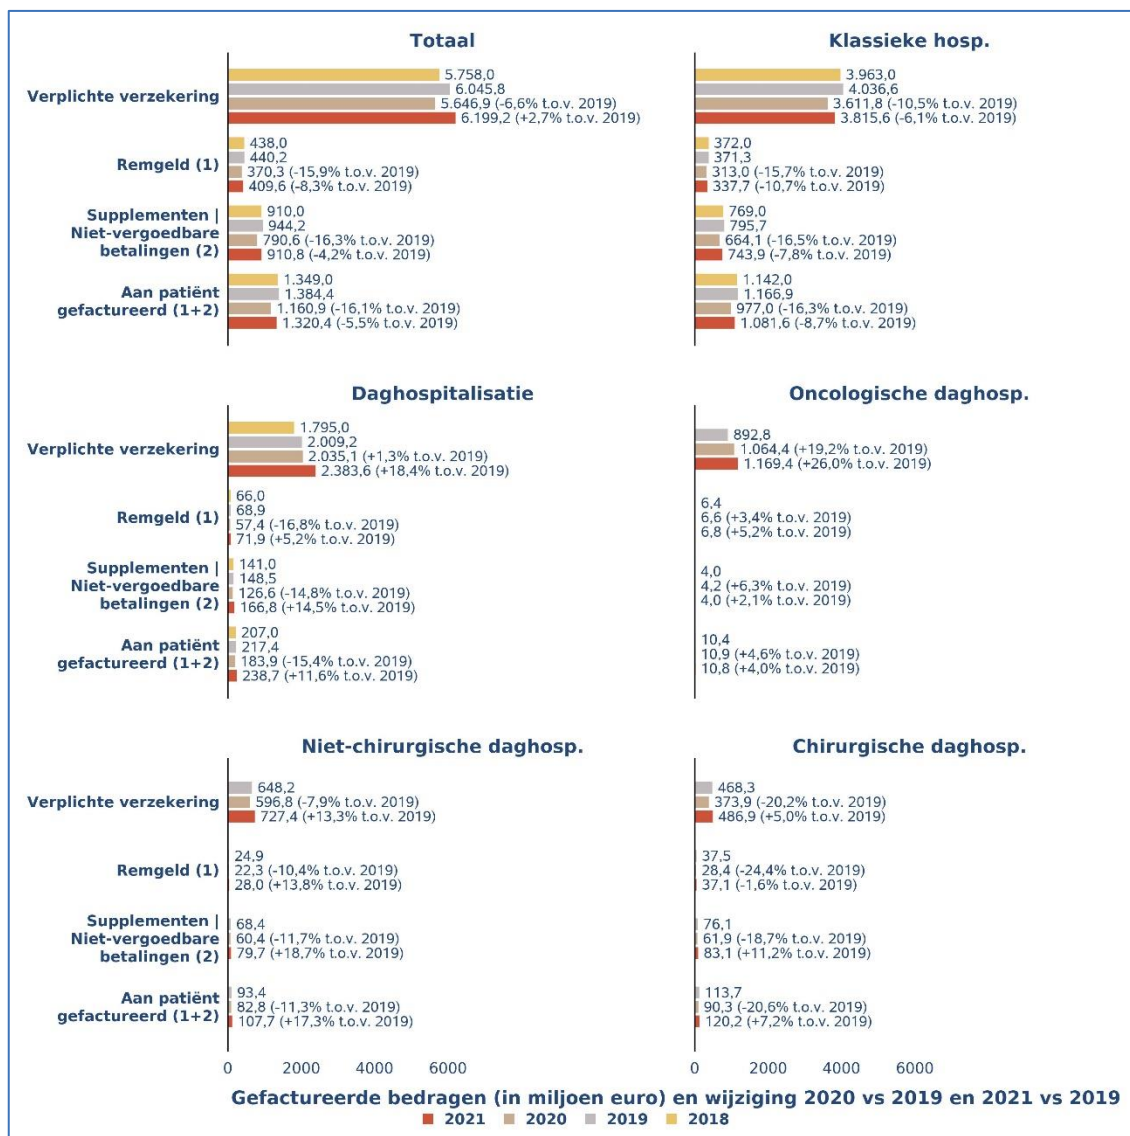 Totaal
Verplichte verzekering
5.758,0
6.045,8
5.646,9 (-6,6% t.o.v. 2019)
6.199,2 (+2,7% t.o.v. 2019)
Remgeld (1)
438,0
440,2
370,3 (-15,9% t.o.v. 2019)
409,6 (-8,3% t.o.v. 2019)
Supplementen |
Niet-vergoedbare
betalingen (2)
910,0
944,2
790,6 (-16,3% t.o.v. 2019)
910,8 (-4,2% t.o.v. 2019)
Aan patiënt
gefactureerd (1+2)
1.349,0
1.384,4
1.160,9 (-16,1% t.o.v. 2019)
1.320,4 (-5,5% t.o.v. 2019)
Klassieke hosp.
3.963,0
4.036,6
3.611,8 (-10,5% t.o.v. 2019)
3.815,6 (-6,1% t.o.v. 2019)
372,0
371,3
313,0 (-15,7% t.o.v. 2019)
337,7 (-10,7% t.o.v. 2019)
769,0
795,7
664,1 (-16,5% t.o.v. 2019)
743,9 (-7,8% t.o.v. 2019)
1.142,0
1.166,9
977,0 (-16,3% t.o.v. 2019)
1.081,6 (-8,7% t.o.v. 2019)
Daghospitalisatie
Verplichte verzekering
1.795,0
2.009,2
2.035,1 (+1,3% t.o.v. 2019)
2.383,6 (+18,4% t.o.v. 2019)
Remgeld (1)
66,0
68,9
57,4 (-16,8% t.o.v. 2019)
71,9 (+5,2% t.o.v. 2019)
Supplementen |
Niet-vergoedbare
betalingen (2)
141,0
148,5
126,6 (-14,8% t.o.v. 2019)
166,8 (+14,5% t.o.v. 2019)
Aan patiënt
gefactureerd (1+2)
207,0
217,4
183,9 (-15,4% t.o.v. 2019)
238,7 (+11,6% t.o.v. 2019)
Oncologische daghosp.
892,8
1.064,4 (+19,2% t.o.v. 2019)
1.169,4 (+26,0% t.o.v. 2019)
6,4
6,6 (+3,4% t.o.v. 2019)
6,8 (+5,2% t.o.v. 2019)
4,0
4,2 (+6,3% t.o.v. 2019)
4,0 (+2,1% t.o.v. 2019)
10,4
10,9 (+4,6% t.o.v. 2019)
10,8 (+4,0% t.o.v. 2019)
Niet-chirurgische daghosp.
Verplichte verzekering
648,2
596,8 (-7,9% t.o.v. 2019)
727,4 (+13,3% t.o.v. 2019)
Remgeld (1)
24,9
22,3 (-10,4% t.o.v. 2019)
28,0 (+13,8% t.o.v. 2019)
Supplementen |
Niet-vergoedbare
betalingen (2)
68,4
60,4 (-11,7% t.o.v. 2019)
79,7 (+18,7% t.o.v. 2019)
Aan patiënt
gefactureerd (1+2)
93,4
82,8 (-11,3% t.o.v. 2019)
107,7 (+17,3% t.o.v. 2019)
Chirurgische daghosp.
468,3
373,9 (-20,2% t.o.v. 2019)
486,9 (+5,0% t.o.v. 2019)
37,5
28,4 (-24,4% t.o.v. 2019)
37,1 (-1,6% t.o.v. 2019)
76,1
61,9 (-18,7% t.o.v. 2019)
83,1 (+11,2% t.o.v. 2019)
113,7
90,3 (-20,6% t.o.v. 2019)
120,2 (+7,2% t.o.v. 2019)
0 2000 4000 6000
0 2000 4000 6000
Gefactureerde bedragen (in miljoen euro) en wijziging 2020 vs 2019 en 2021 vs 2019
2021 2020 2019 2018